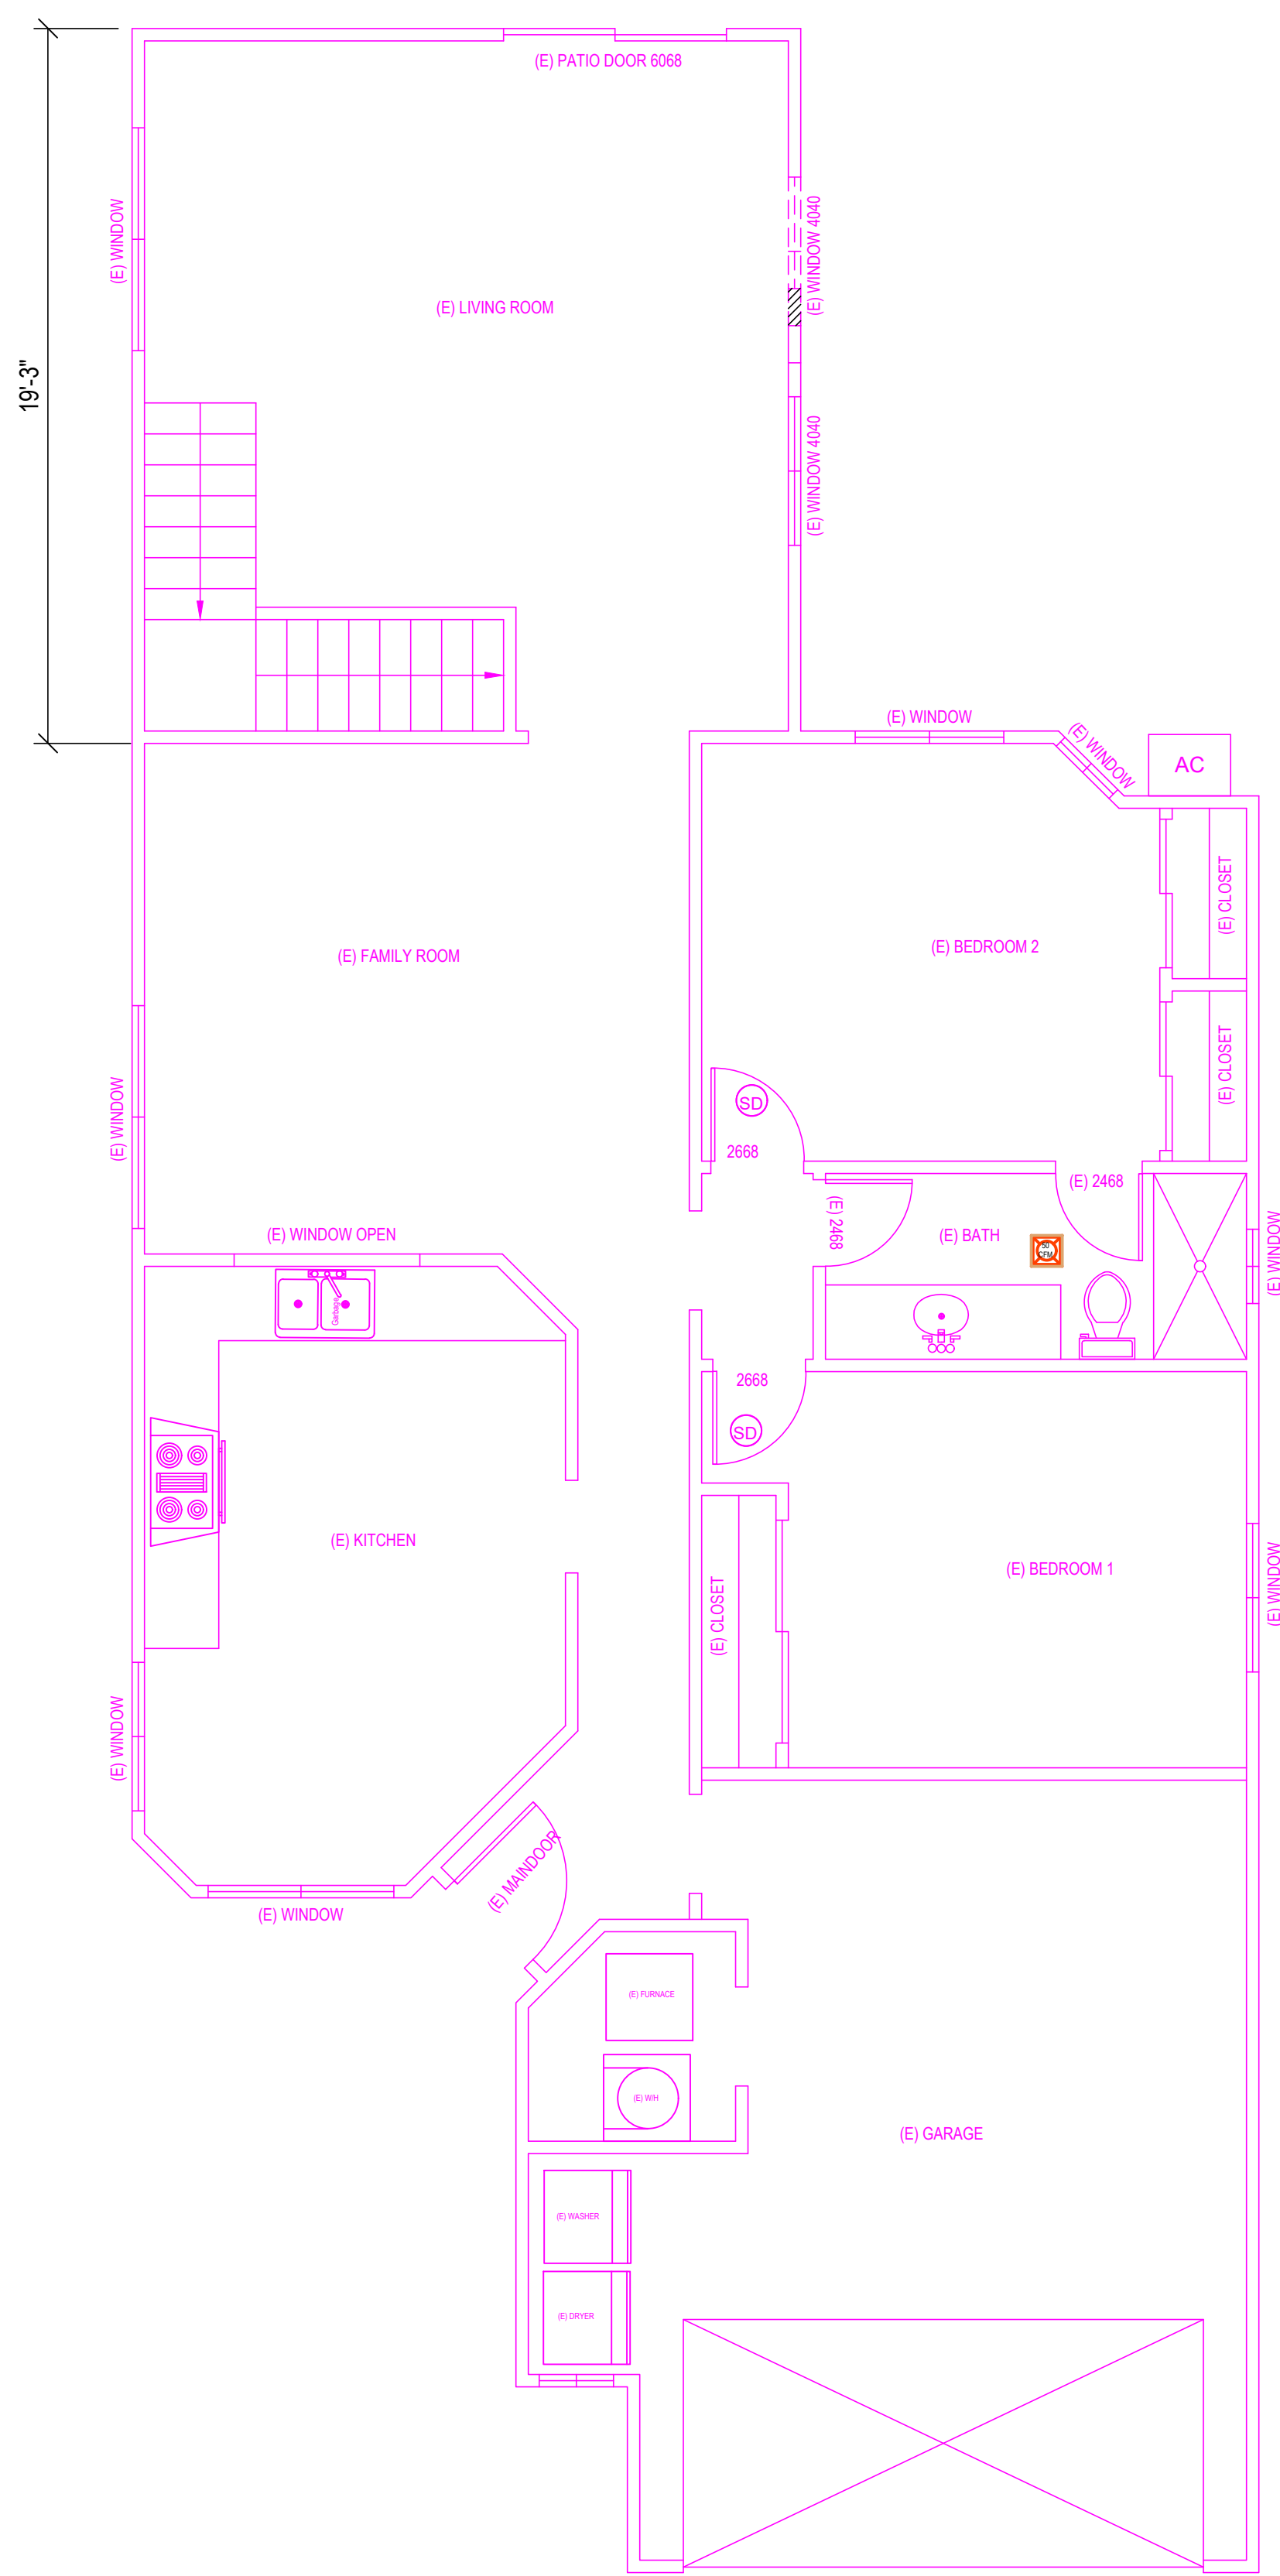 (E) PATIO DOOR 6068
(E) WINDOW
(E) WINDOW 4040
(E) LIVING ROOM
19'-3"
(E) WINDOW 4040
(E) WINDOW
(E) WINDOW
AC
(E) CLOSET
(E) FAMILY ROOM
(E) BEDROOM 2
(E) CLOSET
(E) WINDOW
SD
2668
(E) 2468
(E) 2468
(E) WINDOW OPEN
(E) BATH
50
CFM
(E) WINDOW
Garbage
2668
SD
(E) KITCHEN
(E) BEDROOM 1
(E) WINDOW
(E) CLOSET
(E) WINDOW
(E) MAINDOOR
(E) WINDOW
(E) FURNACE
(E) W/H
(E) GARAGE
(E) WASHER
(E) DRYER